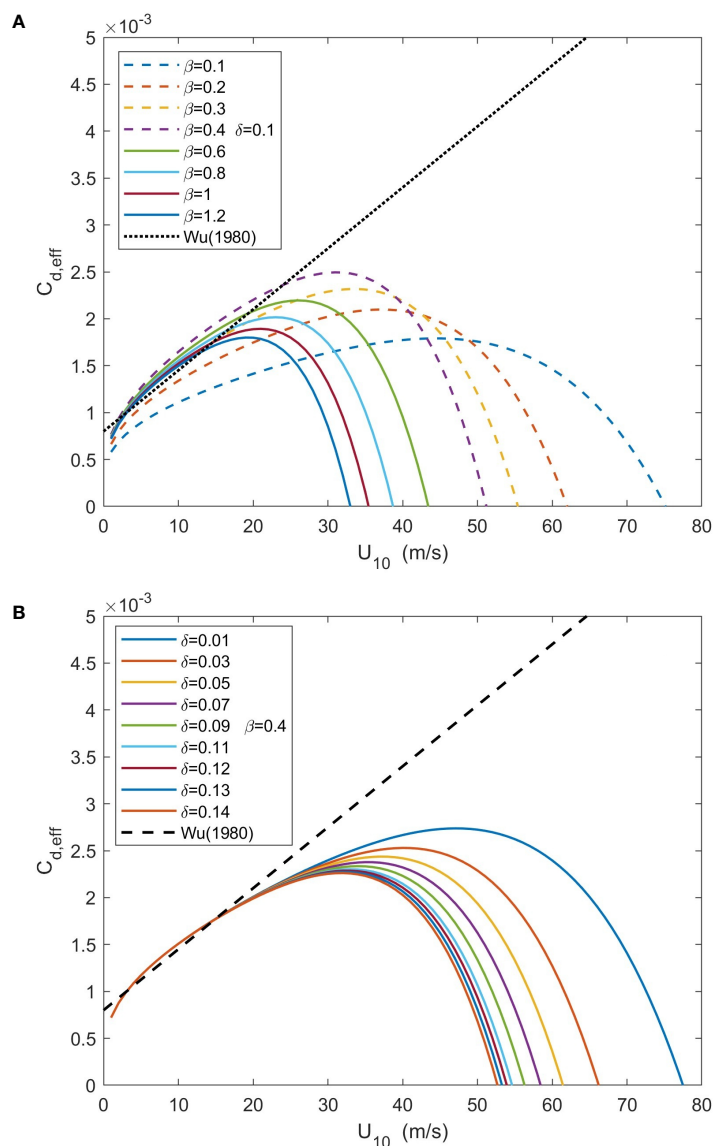 A
×10⁻³
5
4.5
4
3.5
3
2.5
2
1.5
1
0.5
0
C_d,eff
β=0.1
β=0.2
β=0.3
β=0.4 δ=0.1
β=0.6
β=0.8
β=1
β=1.2
Wu(1980)
0 10 20 30 40 50 60 70 80
U₁₀ (m/s)
B
×10⁻³
5
4.5
4
3.5
3
2.5
2
1.5
1
0.5
0
C_d,eff
δ=0.01
δ=0.03
δ=0.05
δ=0.07
δ=0.09 β=0.4
δ=0.11
δ=0.12
δ=0.13
δ=0.14
Wu(1980)
0 10 20 30 40 50 60 70 80
U₁₀ (m/s)